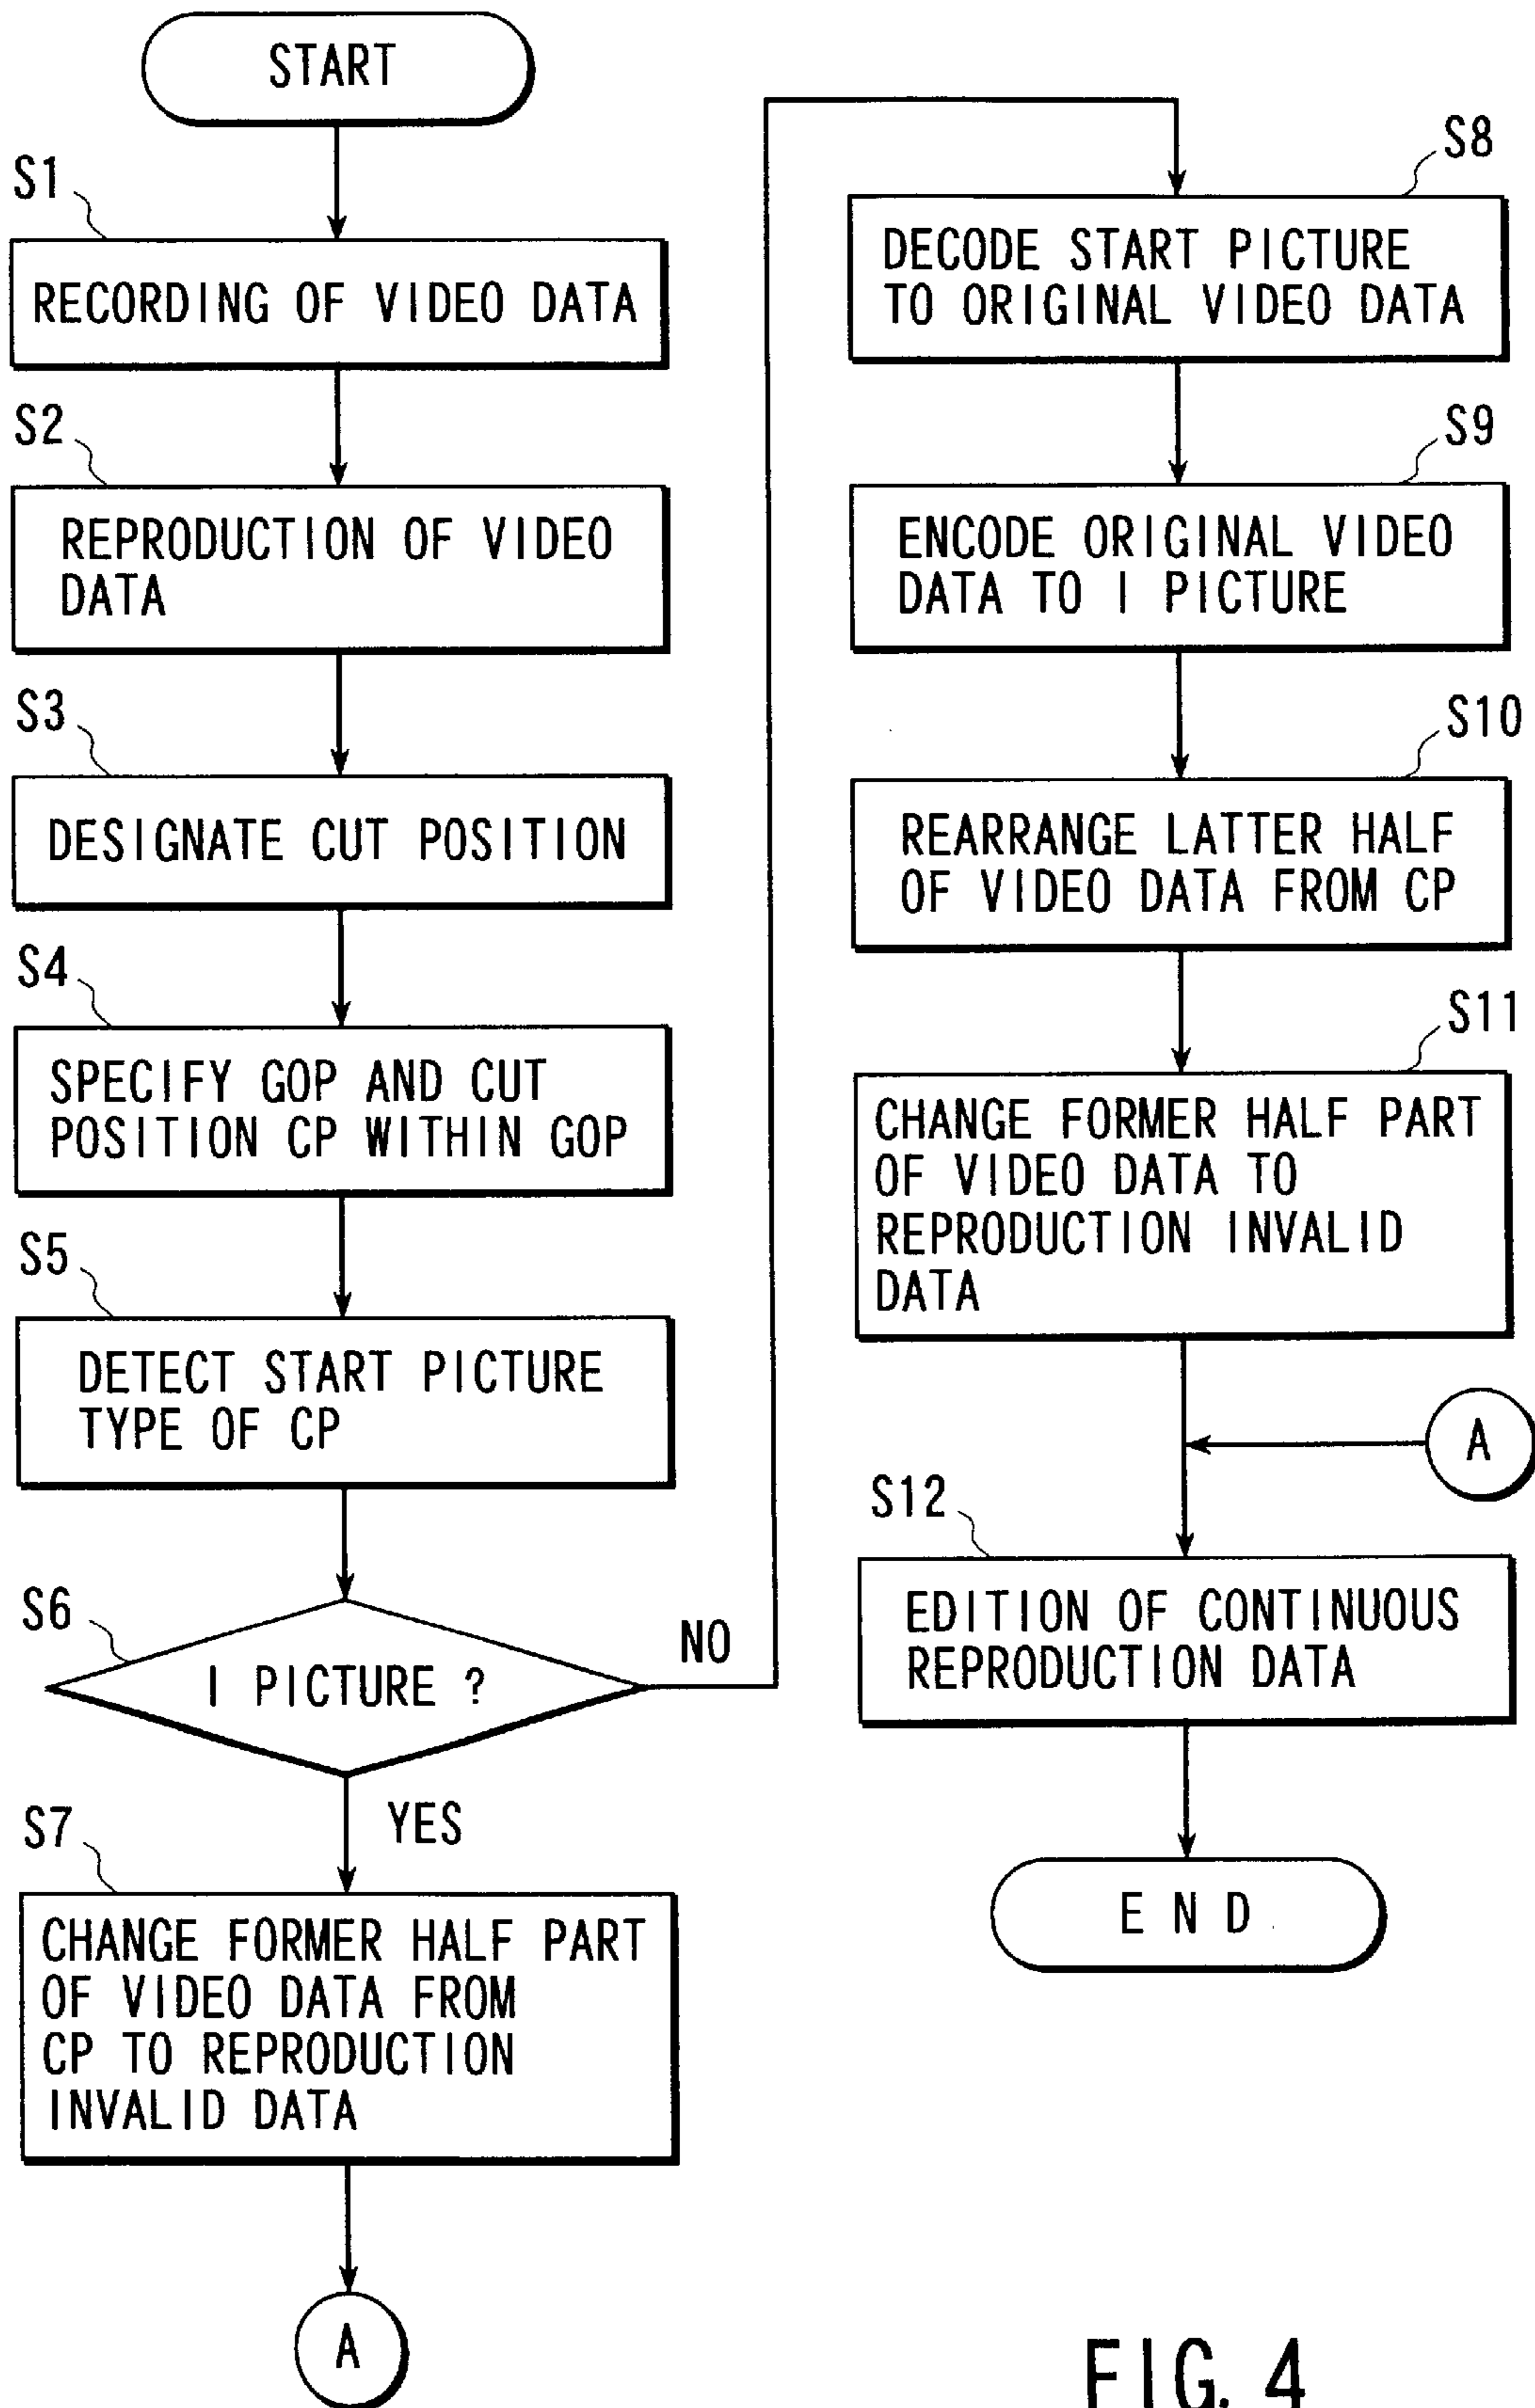 START
S1
RECORDING OF VIDEO DATA
S2
REPRODUCTION OF VIDEO
DATA
S3
DESIGNATE CUT POSITION
S4
SPECIFY GOP AND CUT
POSITION CP WITHIN GOP
S5
DETECT START PICTURE
TYPE OF CP
S6
I PICTURE ?
NO
YES
S7
CHANGE FORMER HALF PART
OF VIDEO DATA FROM
CP TO REPRODUCTION
INVALID DATA
A
S8
DECODE START PICTURE
TO ORIGINAL VIDEO DATA
S9
ENCODE ORIGINAL VIDEO
DATA TO I PICTURE
S10
REARRANGE LATTER HALF
OF VIDEO DATA FROM CP
S11
CHANGE FORMER HALF PART
OF VIDEO DATA TO
REPRODUCTION INVALID
DATA
A
S12
EDITION OF CONTINUOUS
REPRODUCTION DATA
END
FIG. 4